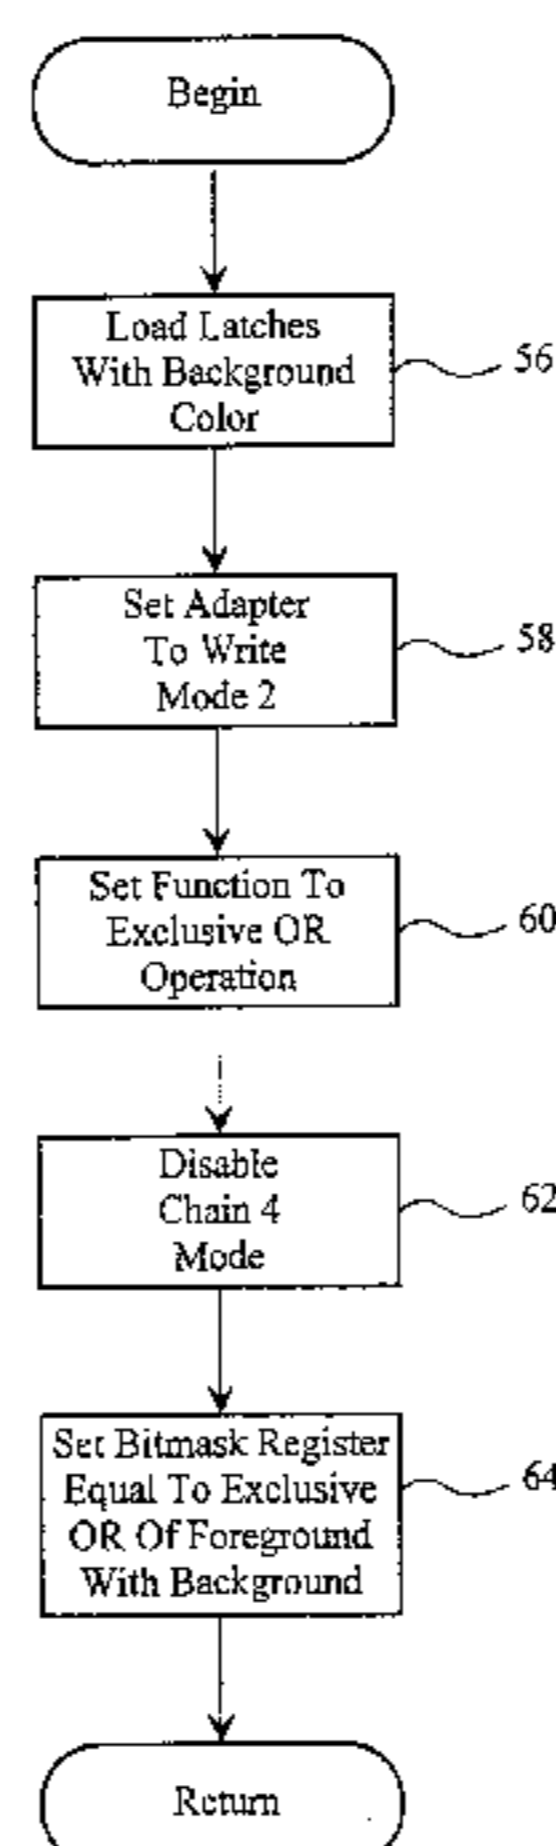 Begin
Load Latches
With Background
Color
56
Set Adapter
To Write
Mode 2
58
Set Function To
Exclusive OR
Operation
60
Disable
Chain 4
Mode
62
Set Bitmask Register
Equal To Exclusive
OR Of Foreground
With Background
64
Return